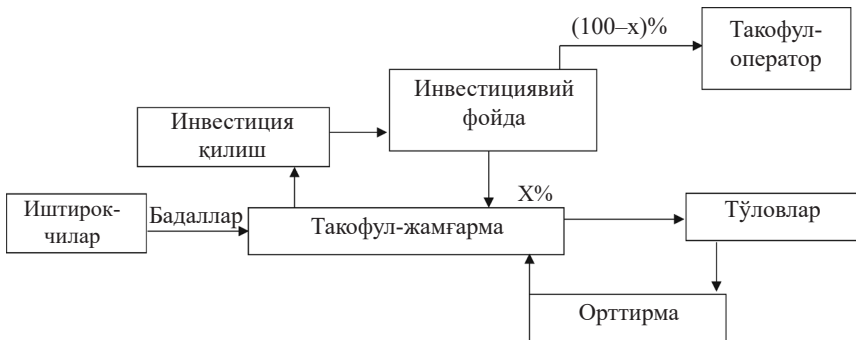 (100–x)%
Такофул-
оператор
Инвестициявий
фойда
Инвестиция
қилиш
X%
Иштирок-
чилар
Бадаллар
Такофул-жамғарма
Тўловлар
Орттирма